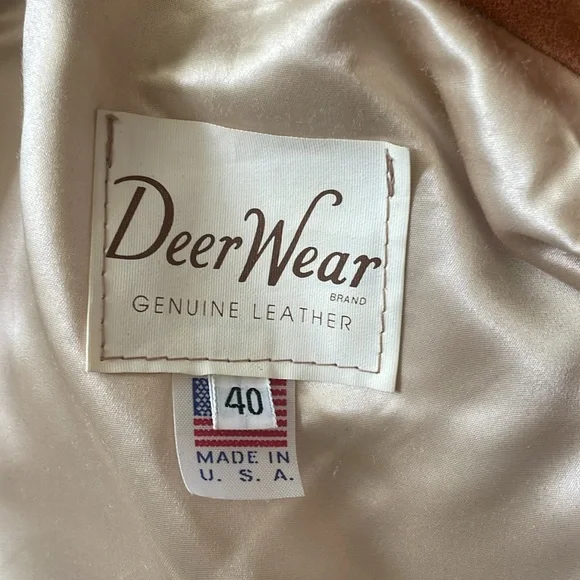 DeerWear
BRAND
GENUINE LEATHER
40
MADE IN
U. S. A.